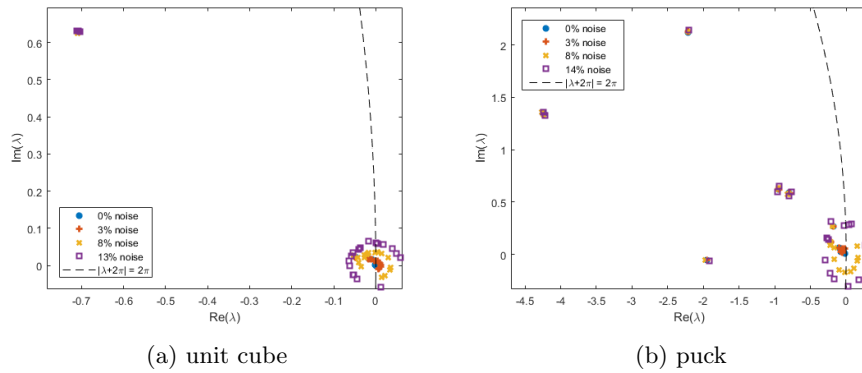 0.6
0.5
0.4
0.3
0.2
0.1
0
Im(λ)
0% noise
3% noise
8% noise
13% noise
|λ+2π| = 2π
-0.7 -0.6 -0.5 -0.4 -0.3 -0.2 -0.1 0
Re(λ)
(a) unit cube
2
1.5
1
0.5
0
Im(λ)
0% noise
3% noise
8% noise
14% noise
|λ+2π| = 2π
-4.5 -4 -3.5 -3 -2.5 -2 -1.5 -1 -0.5 0
Re(λ)
(b) puck